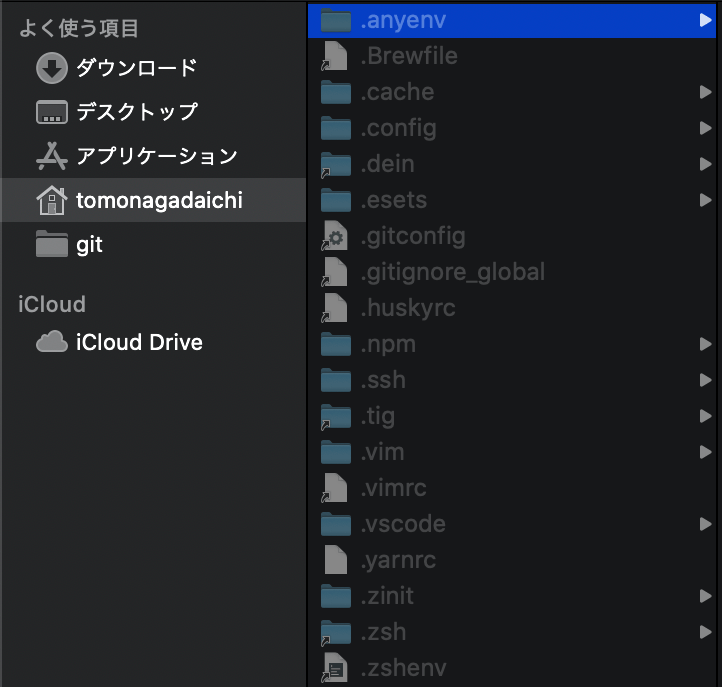 よく使う項目
ダウンロード
デスクトップ
アプリケーション
tomonagadaichi
git
iCloud
iCloud Drive
.anyenv
.Brewfile
.cache
.config
.dein
.esets
.gitconfig
.gitignore_global
.huskyrc
.npm
.ssh
.tig
.vim
.vimrc
.vscode
.yarnrc
.zinit
.zsh
.zshenv